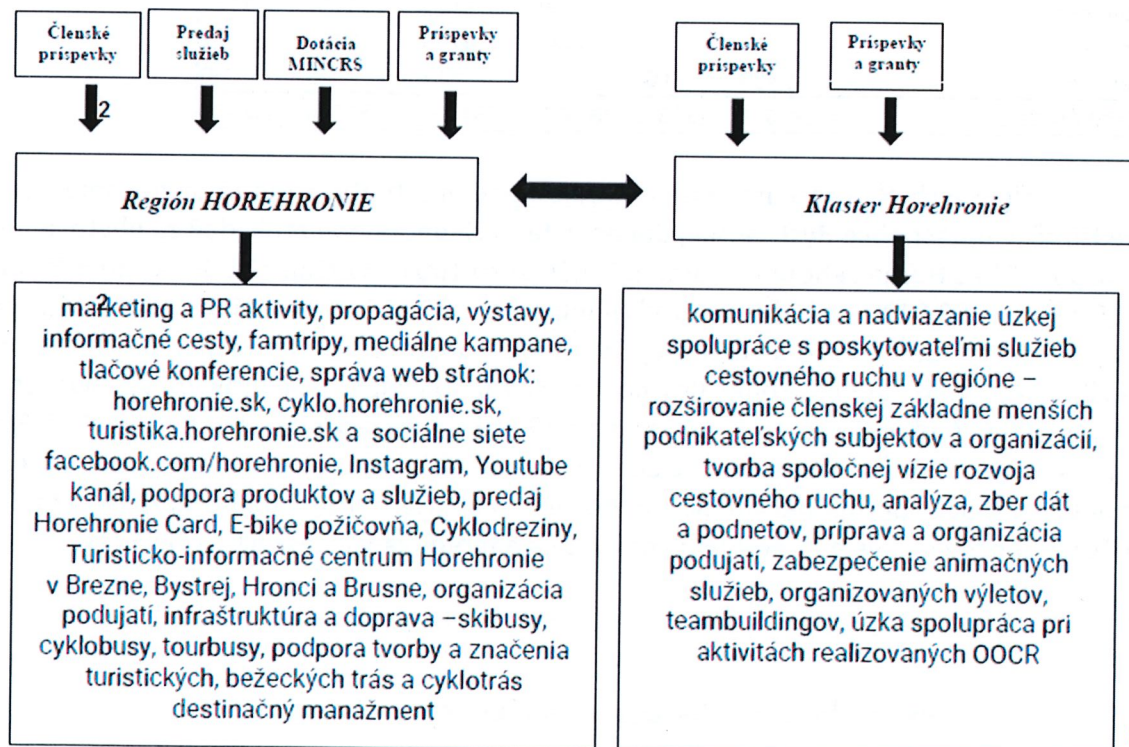 Členské
príspevky
Predaj
služieb
Dotácia
MINCRS
Príspevky
a granty
Členské
príspevky
Príspevky
a granty
2
Región HOREHRONIE
Klaster Horehronie
2
marketing a PR aktivity, propagácia, výstavy,
informačné cesty, famtripy, mediálne kampane,
tlačové konferencie, správa web stránok:
horehronie.sk, cyklo.horehronie.sk,
turistika.horehronie.sk a sociálne siete
facebook.com/horehronie, Instagram, Youtube
kanál, podpora produktov a služieb, predaj
Horehronie Card, E-bike požičovňa, Cyklodreziny,
Turisticko-informačné centrum Horehronie
v Brezne, Bystrej, Hronci a Brusne, organizácia
podujatí, infraštruktúra a doprava –skibusy,
cyklobusy, tourbusy, podpora tvorby a značenia
turistických, bežeckých trás a cyklotrás
destinačný manažment
komunikácia a nadviazanie úzkej
spolupráce s poskytovateľmi služieb
cestovného ruchu v regióne –
rozširovanie členskej základne menších
podnikateľských subjektov a organizácií,
tvorba spoločnej vízie rozvoja
cestovného ruchu, analýza, zber dát
a podnetov, príprava a organizácia
podujatí, zabezpečenie animačných
služieb, organizovaných výletov,
teambuildingov, úzka spolupráca pri
aktivitách realizovaných OOCR